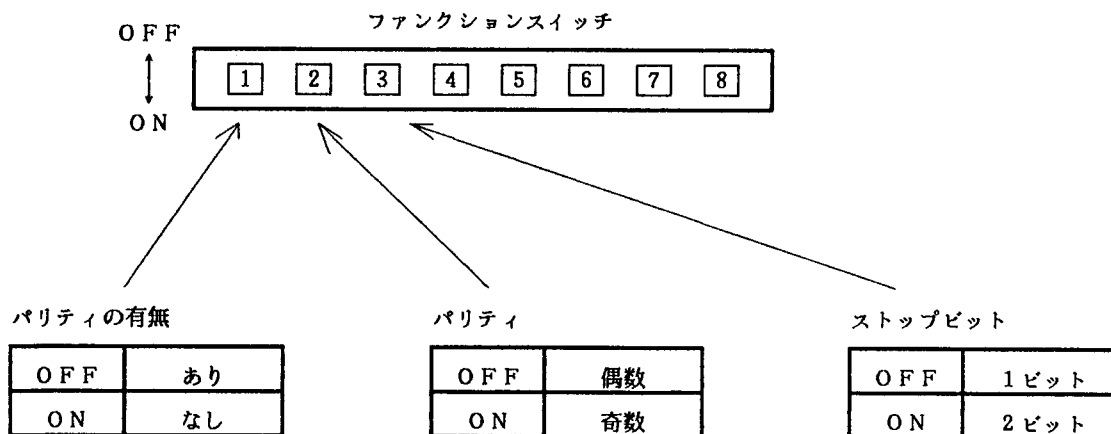 ファンクションスイッチ
OFF
1 2 3 4 5 6 7 8
ON
パリティの有無
OFF あり
ON なし
パリティ
OFF 偶数
ON 奇数
ストップビット
OFF 1ビット
ON 2ビット